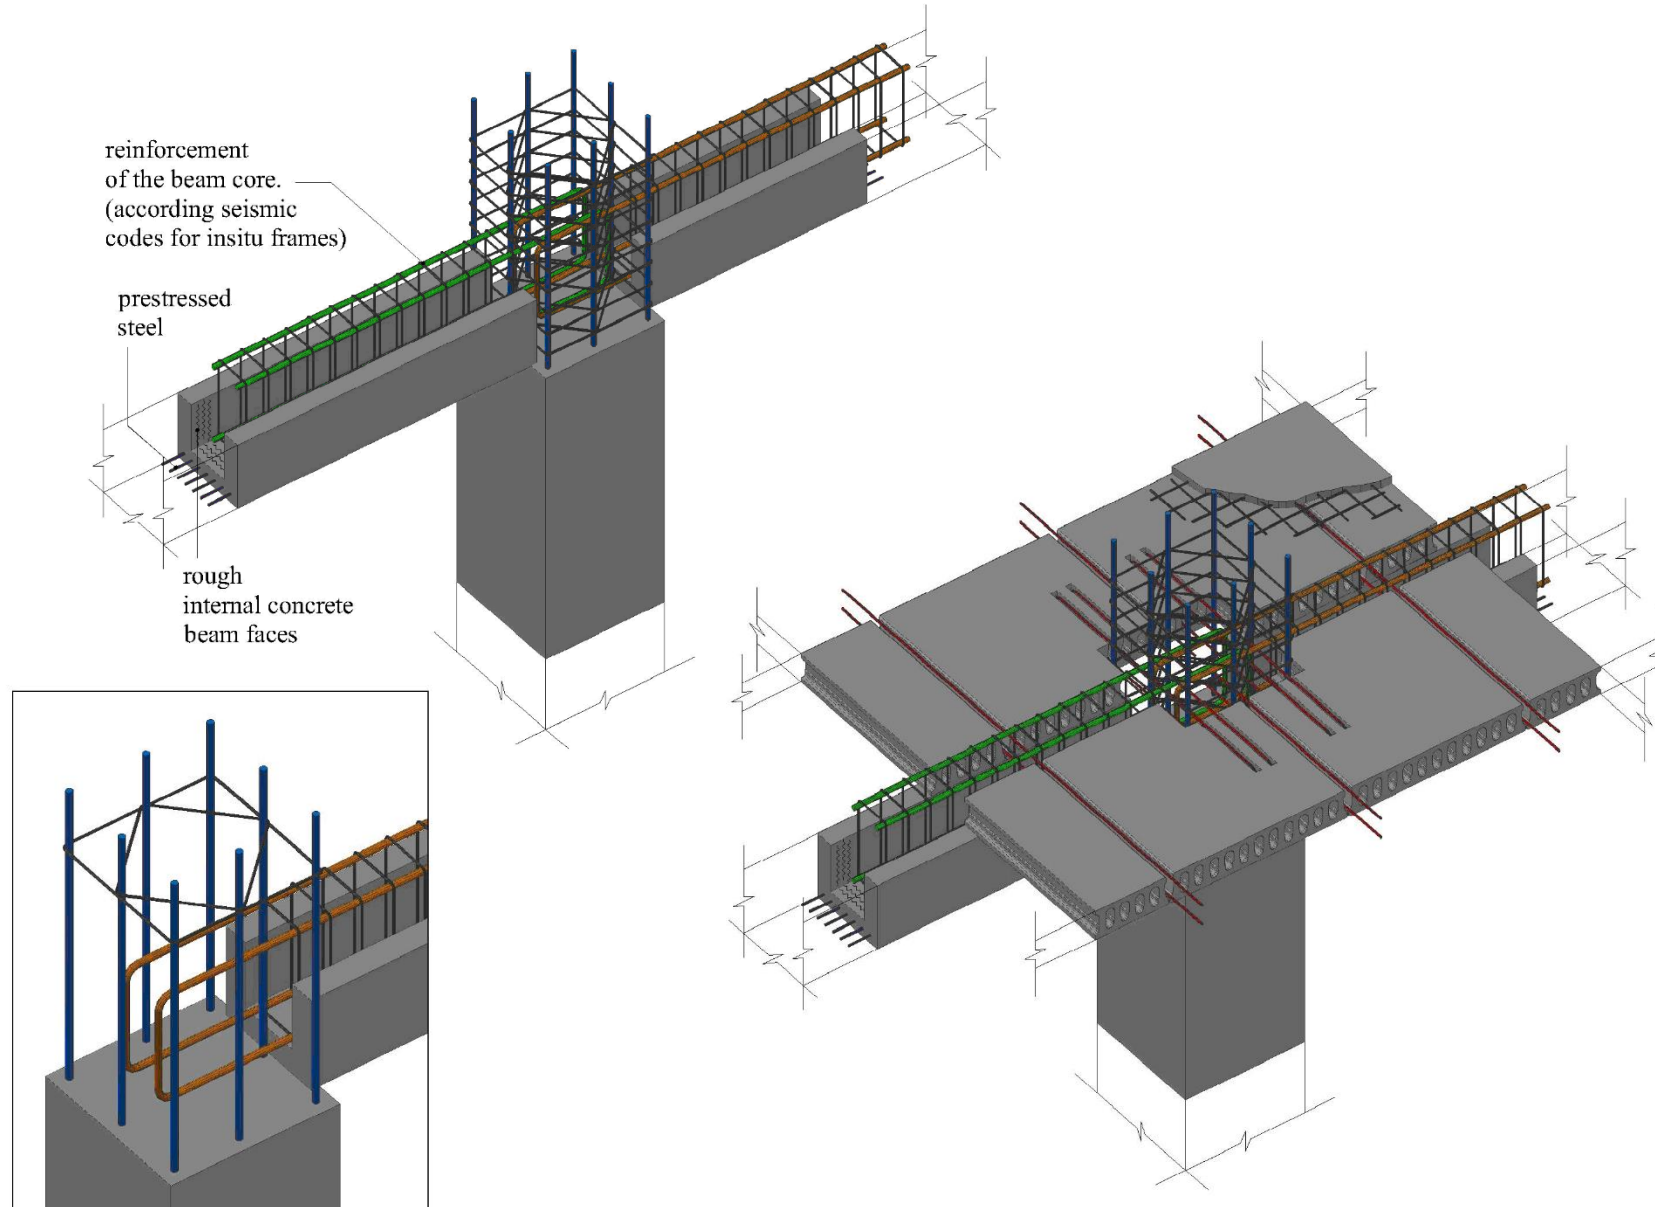 reinforcement
of the beam core.
(according seismic
codes for insitu frames)
prestressed
steel
rough
internal concrete
beam faces